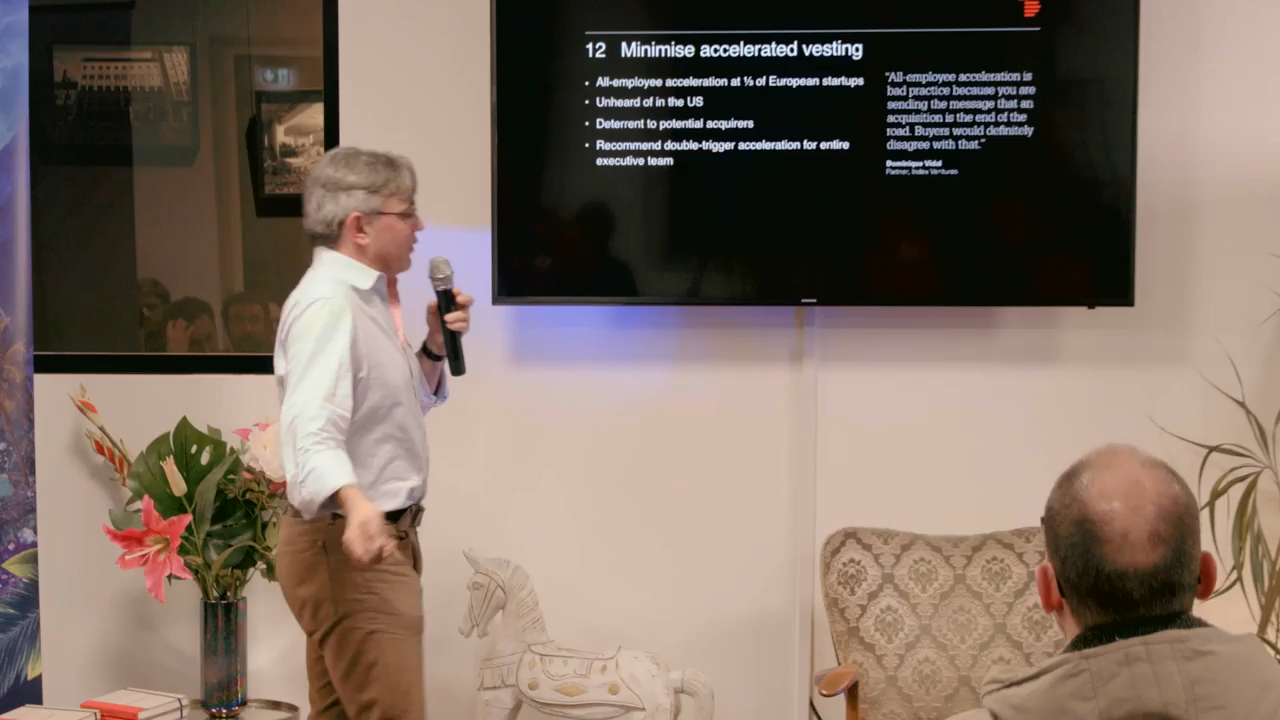 12 Minimise accelerated vesting
• All-employee acceleration at ⅓ of European startups
• Unheard of in the US
• Deterrent to potential acquirers
• Recommend double-trigger acceleration for entire
executive team
“All-employee acceleration is
bad practice because you are
sending the message that an
acquisition is the end of the
road. Buyers would definitely
disagree with that.”
Dominique Vidal
Partner, Index Ventures